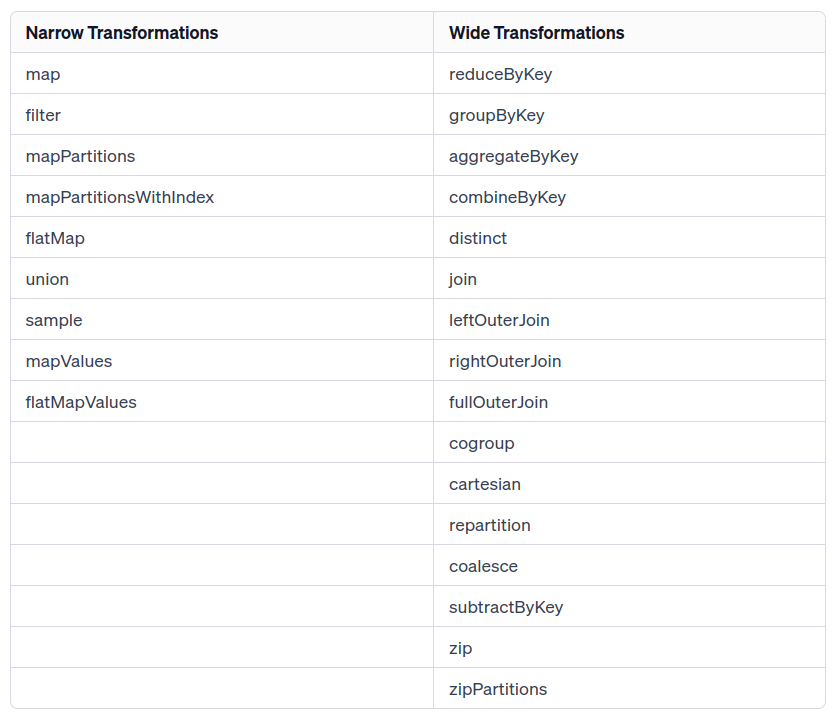 Narrow Transformations Wide Transformations
map reduceByKey
filter groupByKey
mapPartitions aggregateByKey
mapPartitionsWithIndex combineByKey
flatMap distinct
union join
sample leftOuterJoin
mapValues rightOuterJoin
flatMapValues fullOuterJoin
cogroup
cartesian
repartition
coalesce
subtractByKey
zip
zipPartitions